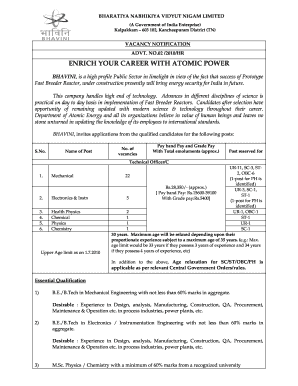 BHARATIYA NABHIKIYA VIDYUT NIGAM LIMITED
(A Government of India Enterprise)
Kalpakkam – 603 102, Kancheepuram District (TN)
भाविनि
BHAVINI
VACANCY NOTIFICATION
ADVT. NO.02 /2010/HR
ENRICH YOUR CAREER WITH ATOMIC POWER
BHAVINI, is a high profile Public Sector in limelight in view of the fact that success of Prototype
Fast Breeder Reactor, under construction presently will bring energy security for India in future.
This company handles high end of technology. Advances in different disciplines of science is
practical on day to day basis in implementation of Fast Breeder Reactors. Candidates after selection have
opportunity of remaining updated with modern science & technology throughout their career.
Department of Atomic Energy and all its organizations believe in value of human beings and leaves no
stone unturned in updating the knowledge of its employees to international standards.
BHAVINI, invites applications from the qualified candidates for the following posts:
S.No. Name of Post No. of vacancies Pay band Pay and Grade Pay With Total emoluments (approx.) Post reserved for
Technical Officer/C
1. Mechanical 22 UR-11, SC-3, ST-2, OBC-6 (1-post for PH is identified)
2. Electronics & Instn 5 UR-3, SC-1, ST-1 (1-post for PH is identified)
3. Health Physics 2 UR-1, OBC-1
4. Chemical 1 ST-1
5. Physics 1 UR-1
6. Chemistry 1 SC-1
( Pay band Pay: Rs.15600-39100 With Grade pay:Rs.5400)
Upper Age limit as on 1.7.2010
30 years. Maximum age will be relaxed depending upon their
proportionate experience subject to a maximum of 35 years (e.g.: Max.
age limit would be 33 years if they possess 3 years of experience and 34 years
if they possess 4 years of experience, etc)
In addition to the above, Age relaxation for SC/ST/OBC/PH is
applicable as per relevant Central Government Orders/rules.
Essential Qualification
1) B.E./B.Tech in Mechanical Engineering with not less than 60% marks in aggregate.
Desirable : Experience in Design, analysis, Manufacturing, Construction, QA, Procurement,
Maintenance & Operation etc. in process industries, power plants, etc.
2) B.E./B.Tech in Electronics / Instrumentation Engineering with not less than 60% marks in
aggregate.
Desirable : Experience in Design, Manufacturing, Construction, QA, Procurement,
Maintenance & Operation etc. in process industries, power plants, etc.
3) M.Sc. Physics / Chemistry with a minimum of 60% marks from a recognized university